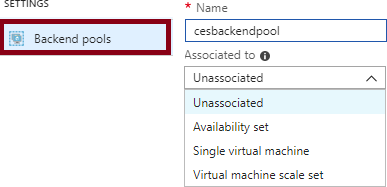 SETTINGS
Backend pools
* Name
cesbackendpool
Associated to
Unassociated
Unassociated
Availability set
Single virtual machine
Virtual machine scale set